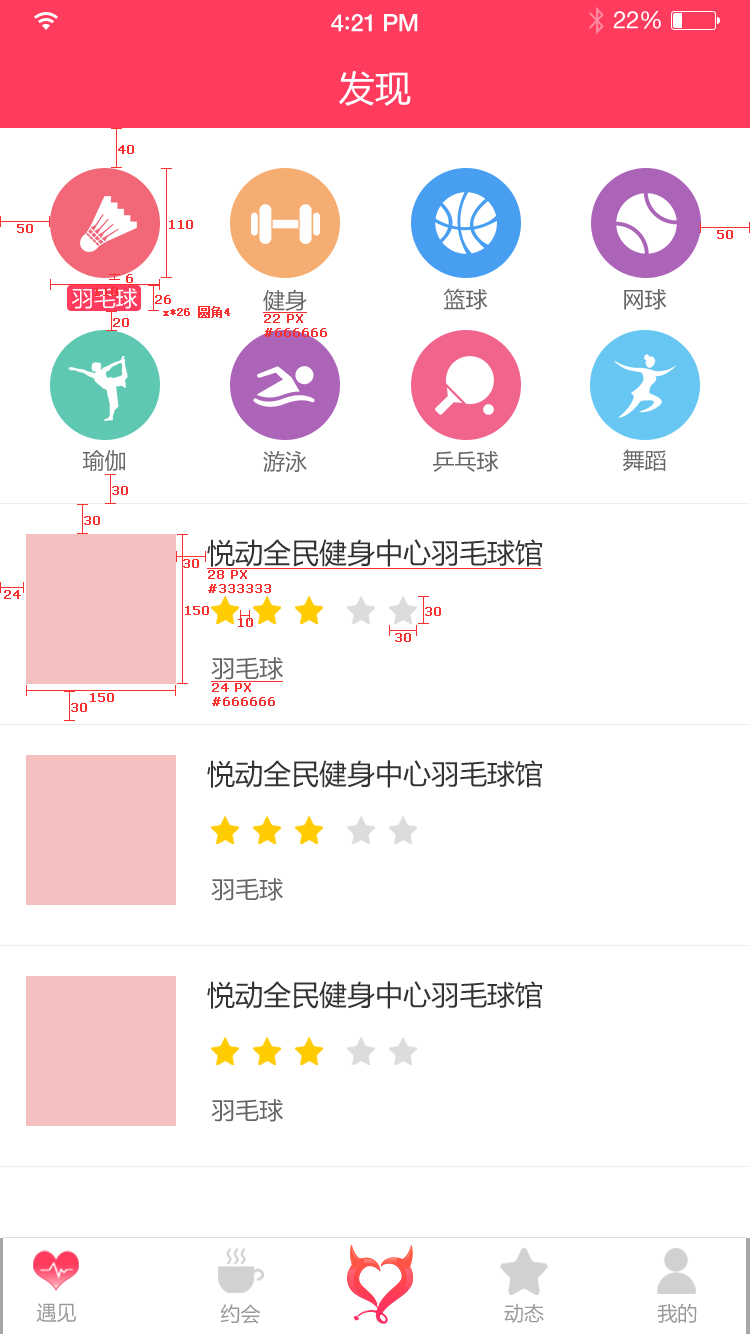 4:21 PM
22%
发现
40
50
110
50
6
羽毛球
26
x*26 圆角4
20
健身
22 PX
#666666
篮球
网球
瑜伽
游泳
乒乓球
舞蹈
30
30
24
30
悦动全民健身中心羽毛球馆
28 PX
#333333
150
10
30
30
羽毛球
24 PX
#666666
150
30
悦动全民健身中心羽毛球馆
羽毛球
悦动全民健身中心羽毛球馆
羽毛球
遇见
约会
动态
我的